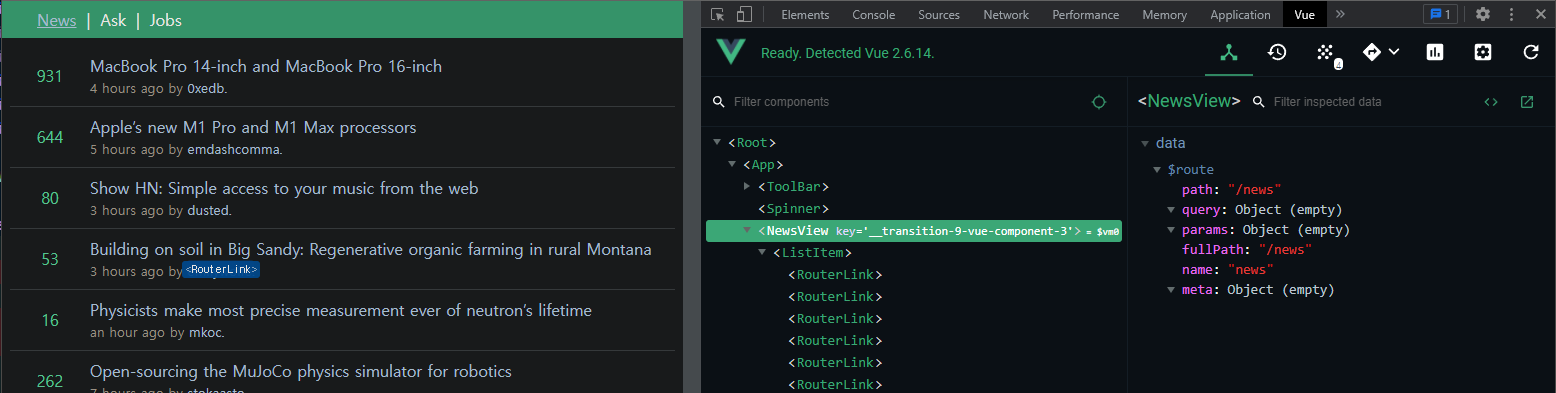 News | Ask | Jobs
931
MacBook Pro 14-inch and MacBook Pro 16-inch
4 hours ago by 0xedb.
644
Apple's new M1 Pro and M1 Max processors
5 hours ago by emdashcomma.
80
Show HN: Simple access to your music from the web
3 hours ago by dusted.
53
Building on soil in Big Sandy: Regenerative organic farming in rural Montana
3 hours ago by
<RouterLink>
16
Physicists make most precise measurement ever of neutron's lifetime
an hour ago by mkoc.
262
Open-sourcing the MuJoCo physics simulator for robotics
Elements Console Sources Network Performance Memory Application Vue » 1
Ready. Detected Vue 2.6.14.
4
Filter components
<Root>
<App>
<ToolBar>
<Spinner>
<NewsView key='__transition-9-vue-component-3'> = $vm0
<ListItem>
<RouterLink>
<RouterLink>
<RouterLink>
<RouterLink>
<RouterLink>
<RouterLink>
<NewsView> Filter inspected data <>
data
$route
path: "/news"
query: Object (empty)
params: Object (empty)
fullPath: "/news"
name: "news"
meta: Object (empty)